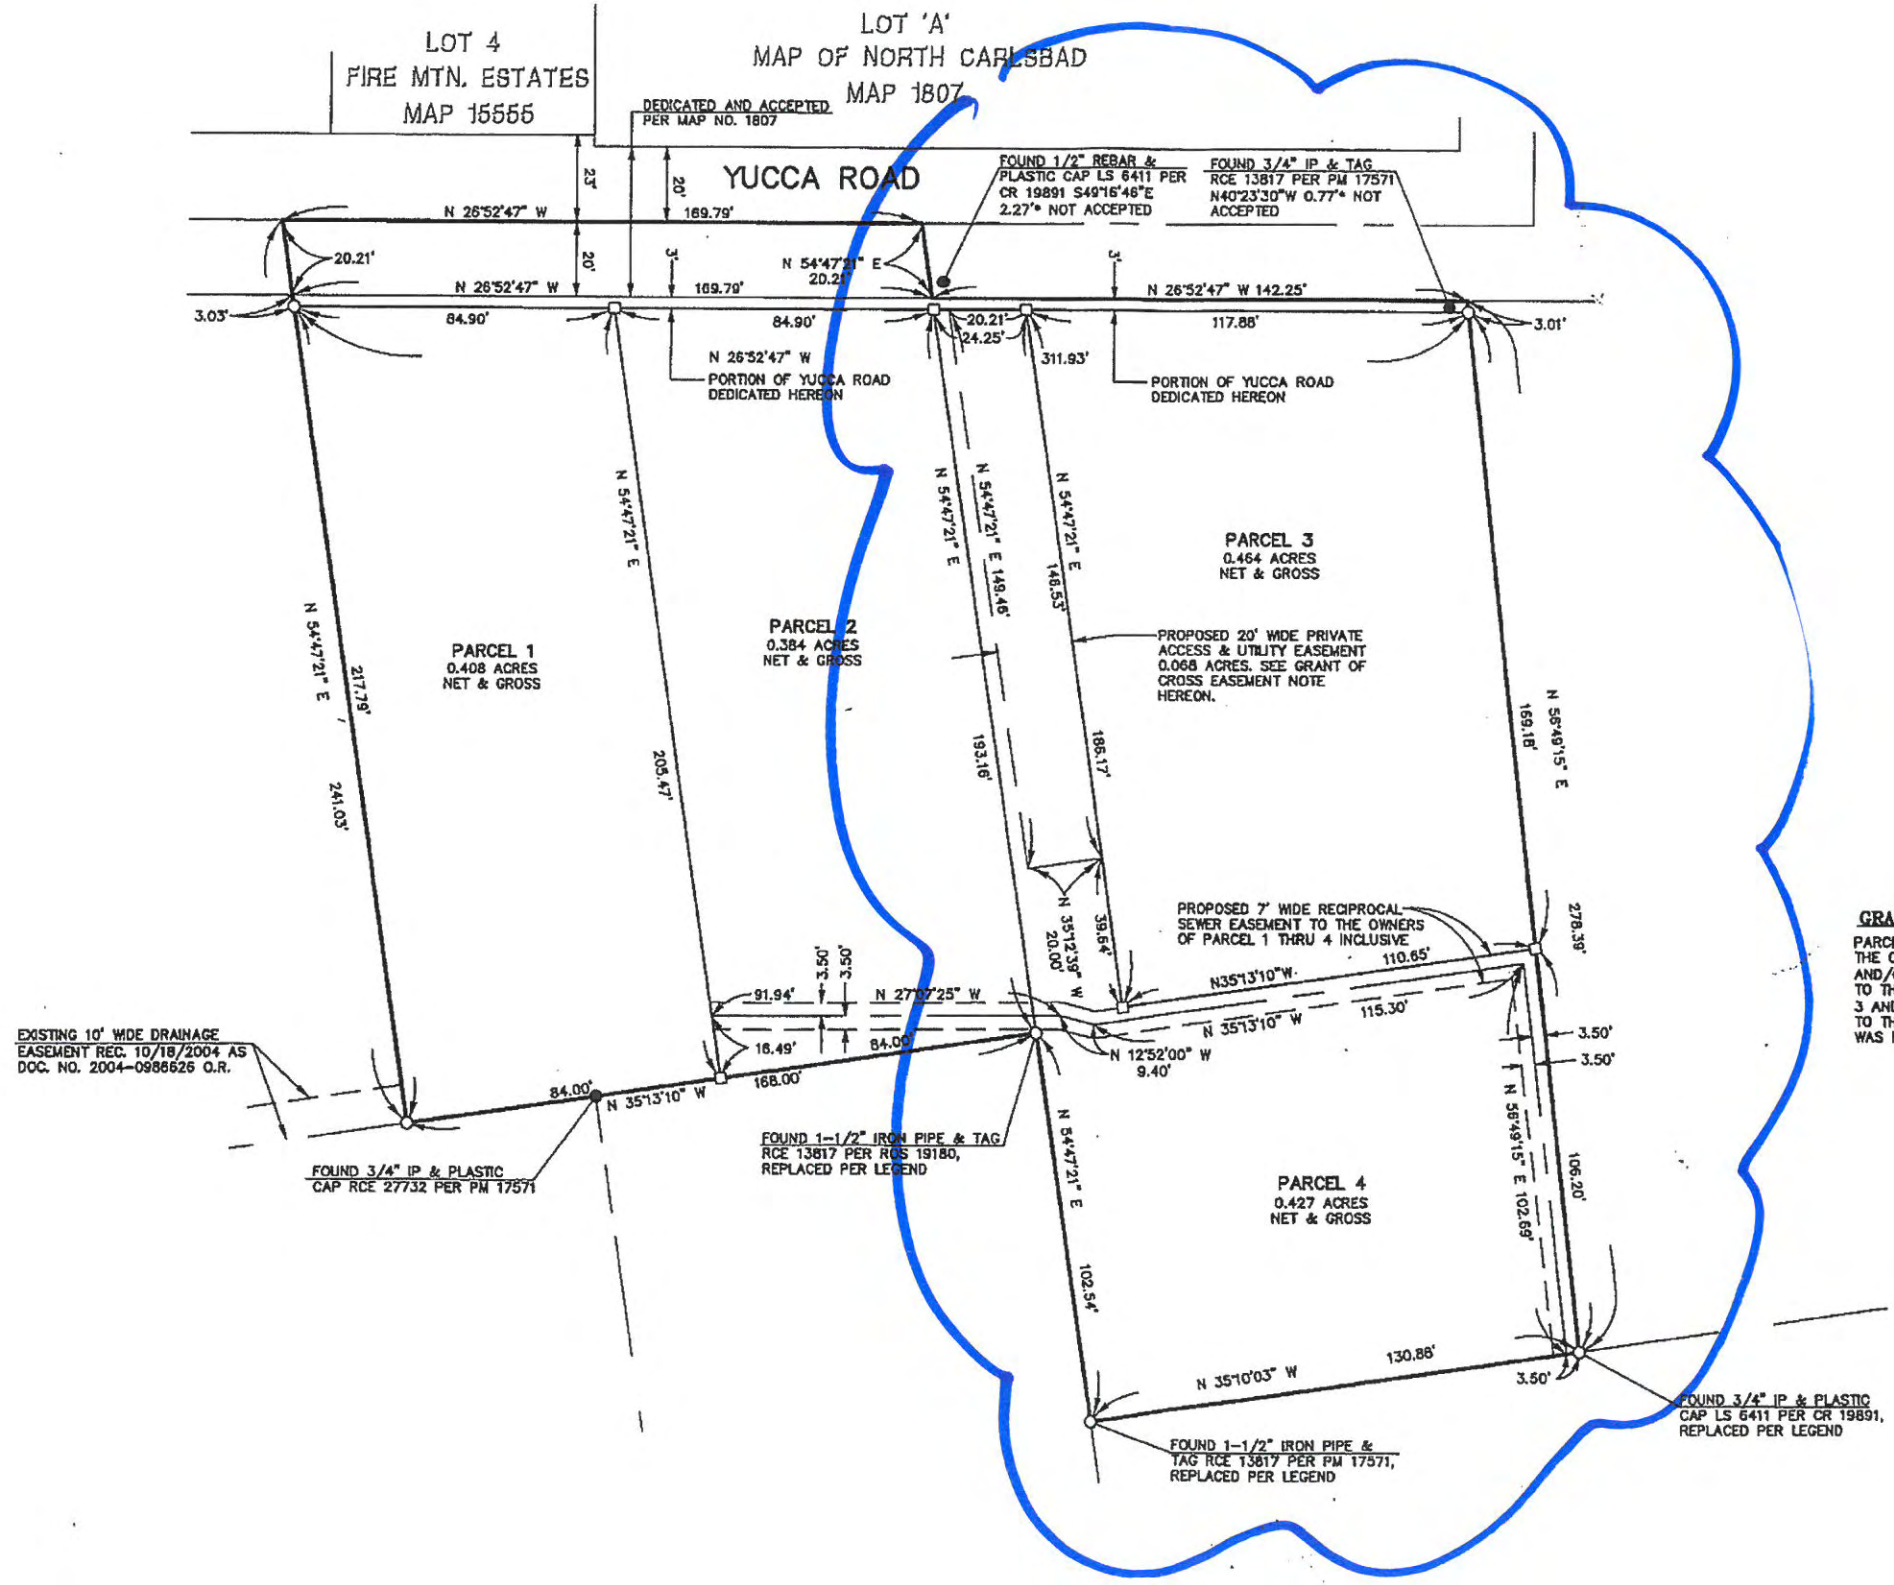 LOT 4
FIRE MTN. ESTATES
MAP 15555
LOT 'A'
MAP OF NORTH CARLSBAD
MAP 1807
DEDICATED AND ACCEPTED
PER MAP NO. 1807
YUCCA ROAD
23'
20'
FOUND 1/2" REBAR &
PLASTIC CAP LS 6411 PER
CR 19891 S49°16'46"E
2.27'* NOT ACCEPTED
FOUND 3/4" IP & TAG
RCE 13817 PER PM 17571
N40°23'30"W 0.77'* NOT
ACCEPTED
N 26°52'47" W
169.79'
20.21'
20'
3'
N 54°47'21" E
20.21'
3'
N 26°52'47" W
169.79'
N 26°52'47" W 142.25'
3.03'
84.90'
84.90'
20.21'
24.25'
117.88'
3.01'
311.93'
N 26°52'47" W
PORTION OF YUCCA ROAD
DEDICATED HEREON
PORTION OF YUCCA ROAD
DEDICATED HEREON
N 54°47'21" E
N 54°47'21" E
N 54°47'21" E 149.46'
N 54°47'21" E
146.53'
PARCEL 3
0.464 ACRES
NET & GROSS
PARCEL 1
0.408 ACRES
NET & GROSS
PARCEL 2
0.384 ACRES
NET & GROSS
PROPOSED 20' WIDE PRIVATE
ACCESS & UTILITY EASEMENT
0.068 ACRES. SEE GRANT OF
CROSS EASEMENT NOTE
HEREON.
N 54°47'21" E
217.79'
241.03'
205.47'
193.16'
186.17'
169.18'
N 56°49'15" E
39.64'
N 35°12'39" W
20.00'
PROPOSED 7' WIDE RECIPROCAL
SEWER EASEMENT TO THE OWNERS
OF PARCEL 1 THRU 4 INCLUSIVE
278.39'
GRA
PARCE
THE O
AND/
TO TH
3 AND
TO TH
WAS
3.50'
3.50'
91.94'
N 27°07'25" W
N35°13'10"W
110.65'
N 35°13'10" W
115.30'
16.49'
84.00'
N 12°52'00" W
9.40'
3.50'
3.50'
EXISTING 10' WIDE DRAINAGE
EASEMENT REC. 10/18/2004 AS
DOC. NO. 2004-0986626 O.R.
84.00'
N 35°13'10" W
168.00'
FOUND 3/4" IP & PLASTIC
CAP RCE 27732 PER PM 17571
FOUND 1-1/2" IRON PIPE & TAG
RCE 13817 PER ROS 19180,
REPLACED PER LEGEND
N 54°47'21" E
102.54'
PARCEL 4
0.427 ACRES
NET & GROSS
N 56°49'15" E 102.69'
106.20'
N 35°10'03" W
130.88'
3.50'
FOUND 3/4" IP & PLASTIC
CAP LS 6411 PER CR 19891,
REPLACED PER LEGEND
FOUND 1-1/2" IRON PIPE &
TAG RCE 13817 PER PM 17571,
REPLACED PER LEGEND